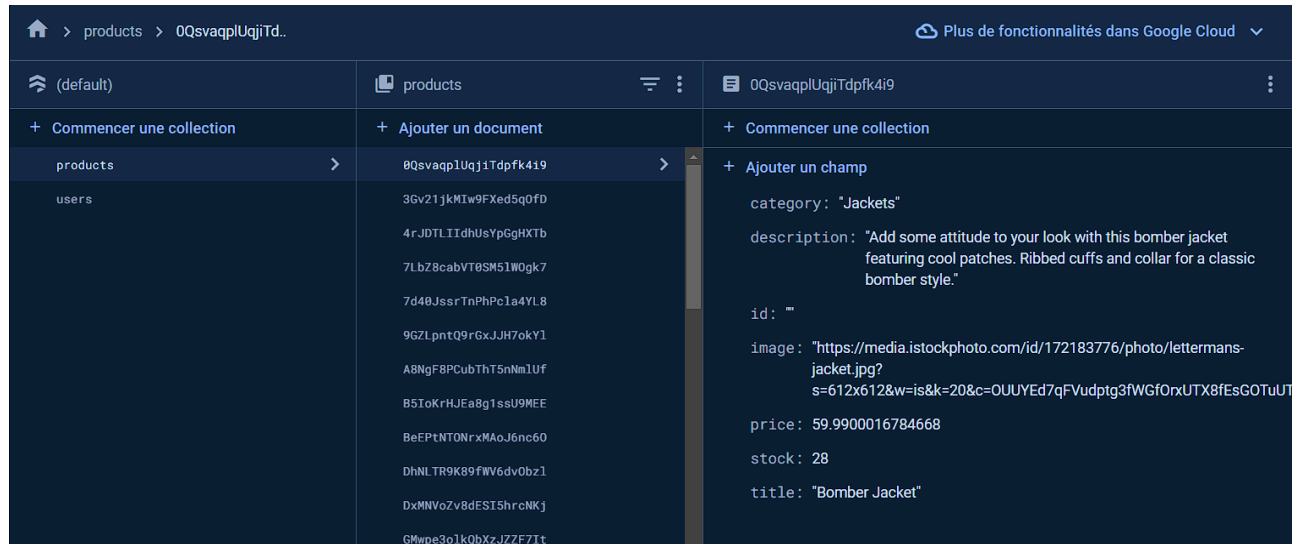 products
0QsvaqplUqjiTd..
Plus de fonctionnalités dans Google Cloud
(default)
products
0QsvaqplUqjiTdpfk4i9
+ Commencer une collection
+ Ajouter un document
+ Commencer une collection
products
users
0QsvaqplUqjiTdpfk4i9
3Gv21jkMIw9FXed5qOfD
4rJDTLIIdhUsYpGgHXTb
7LbZ8cabVT0SM5lWOgk7
7d40JssrTnPhPcla4YL8
9GZLpntQ9rGxJJH7okYl
A8NgF8PCubThT5nNmlUf
B5IoKrHJEa8g1ssU9MEE
BeEPtNTONrxMAoJ6nc6O
DhNLTR9K89fWV6dvObzl
DxMNVoZv8dESI5hrcNKj
GMwpe3olkQbXzJZZF7It
+ Ajouter un champ
category: "Jackets"
description: "Add some attitude to your look with this bomber jacket
featuring cool patches. Ribbed cuffs and collar for a classic
bomber style."
id: ""
image: "https://media.istockphoto.com/id/172183776/photo/lettermans-
jacket.jpg?
s=612x612&w=is&k=20&c=OUUYEd7qFVudptg3fWGfOrxUTX8fEsGOTuUT
price: 59.9900016784668
stock: 28
title: "Bomber Jacket"